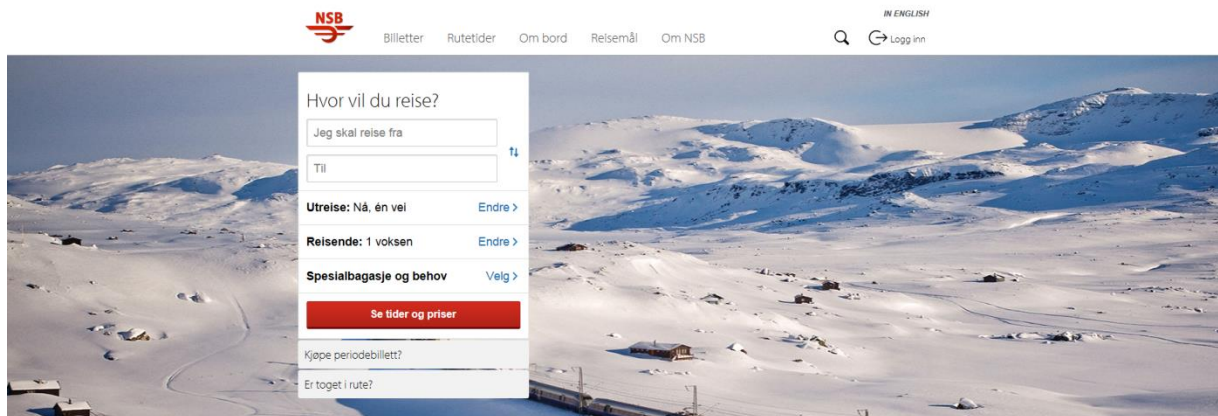 NSB
IN ENGLISH
Billetter Rutetider Om bord Reisemål Om NSB Logg inn
Hvor vil du reise?
Jeg skal reise fra
Til
Utreise: Nå, én vei Endre >
Reisende: 1 voksen Endre >
Spesialbagasje og behov Velg >
Se tider og priser
Kjøpe periodebillett?
Er toget i rute?